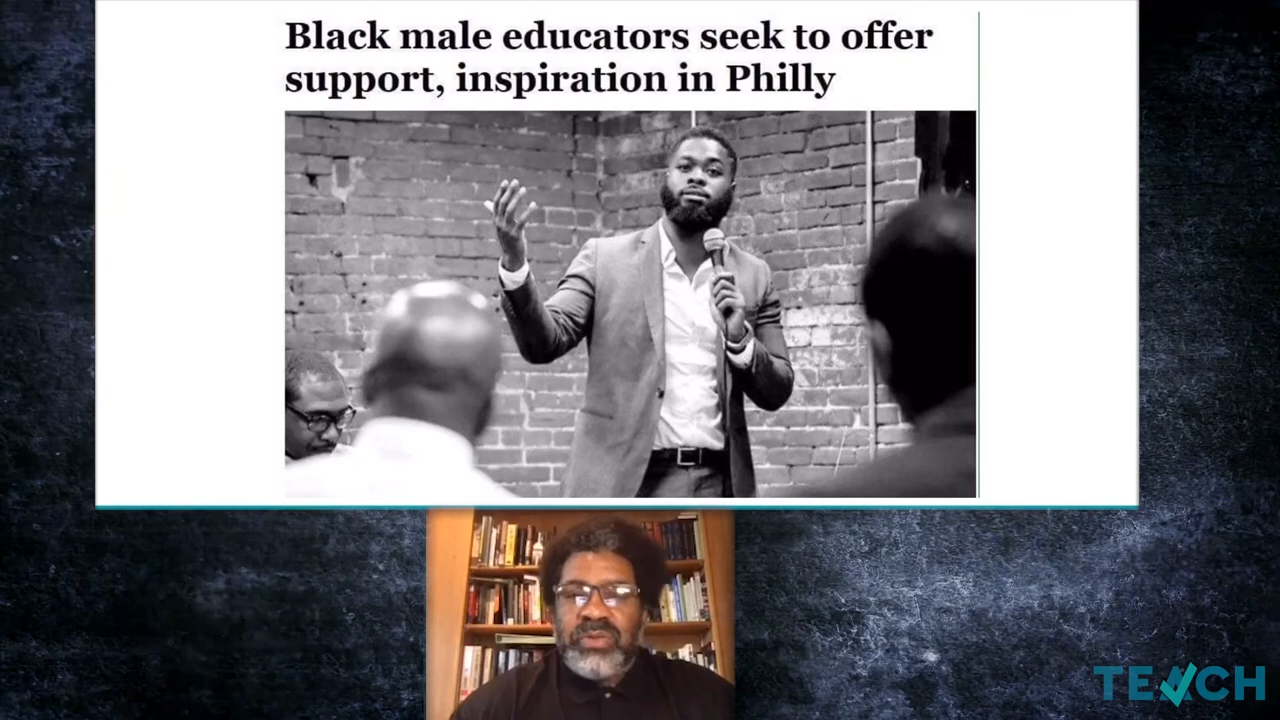 Black male educators seek to offer
support, inspiration in Philly
TEACH